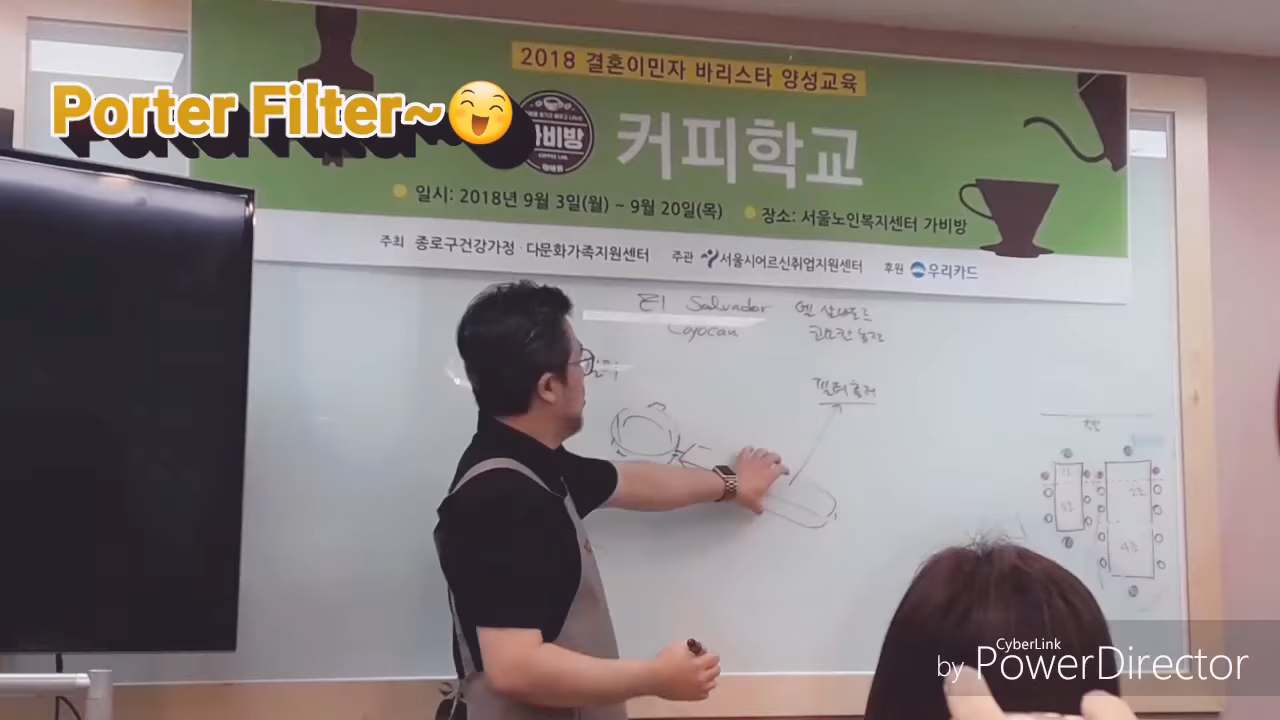 2018 결혼이민자 바리스타 양성교육
Porter Filter~
비방
커피학교
일시: 2018년 9월 3일(월) ~ 9월 20일(목)
장소: 서울노인복지센터 가비방
주최 종로구건강가정·다문화가족지원센터
주관 서울시어르신취업지원센터
후원 우리카드
El Salvador 엘 살바도르
CyberLink
by PowerDirector